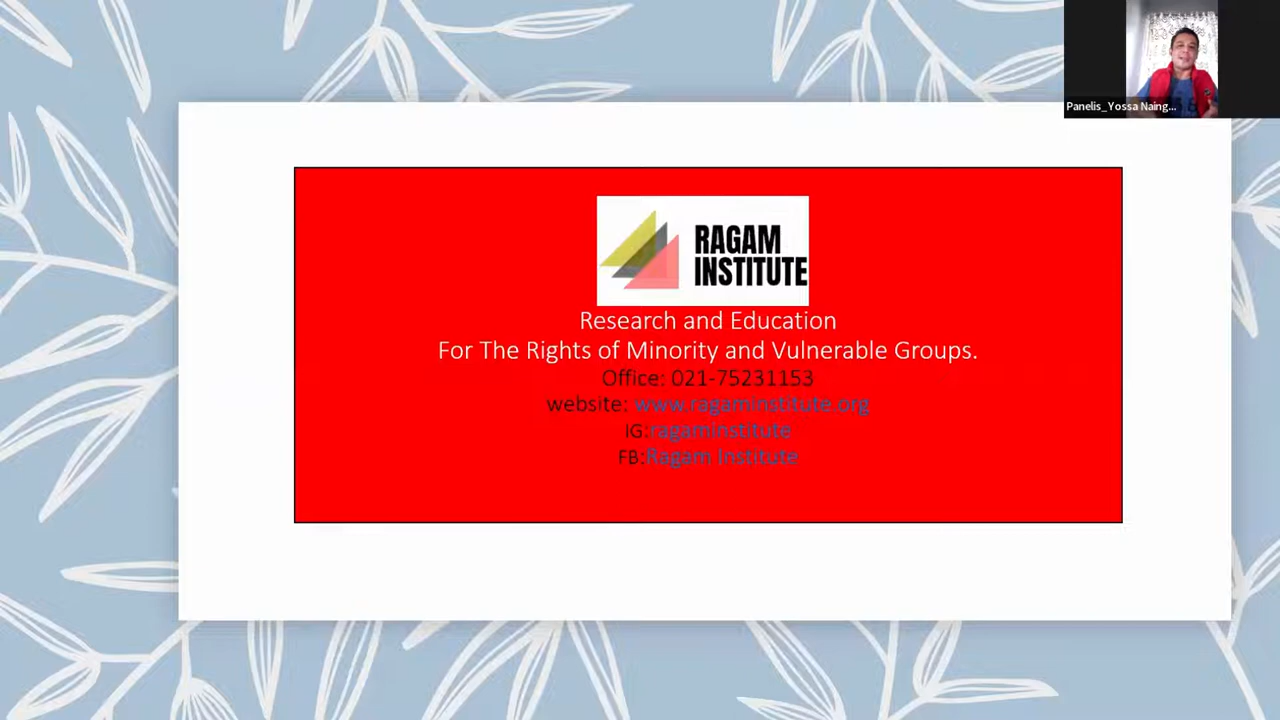 Panelis_Yossa Naing...
RAGAM
INSTITUTE
Research and Education
For The Rights of Minority and Vulnerable Groups.
Office: 021-75231153
website: www.ragaminstitute.org
IG:ragaminstitute
FB:Ragam Institute